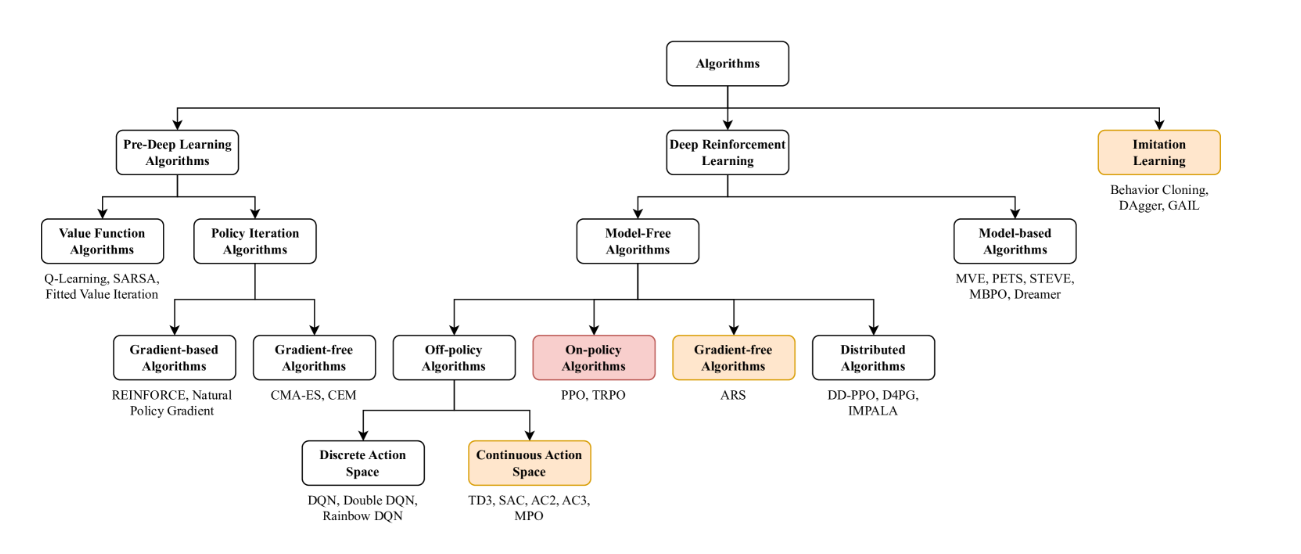 Algorithms
Pre-Deep Learning
Algorithms
Deep Reinforcement
Learning
Imitation
Learning
Behavior Cloning,
DAgger, GAIL
Value Function
Algorithms
Policy Iteration
Algorithms
Model-Free
Algorithms
Model-based
Algorithms
Q-Learning, SARSA,
Fitted Value Iteration
MVE, PETS, STEVE,
MBPO, Dreamer
Gradient-based
Algorithms
Gradient-free
Algorithms
Off-policy
Algorithms
On-policy
Algorithms
Gradient-free
Algorithms
Distributed
Algorithms
REINFORCE, Natural
Policy Gradient
CMA-ES, CEM
PPO, TRPO
ARS
DD-PPO, D4PG,
IMPALA
Discrete Action
Space
Continuous Action
Space
DQN, Double DQN,
Rainbow DQN
TD3, SAC, AC2, AC3,
MPO